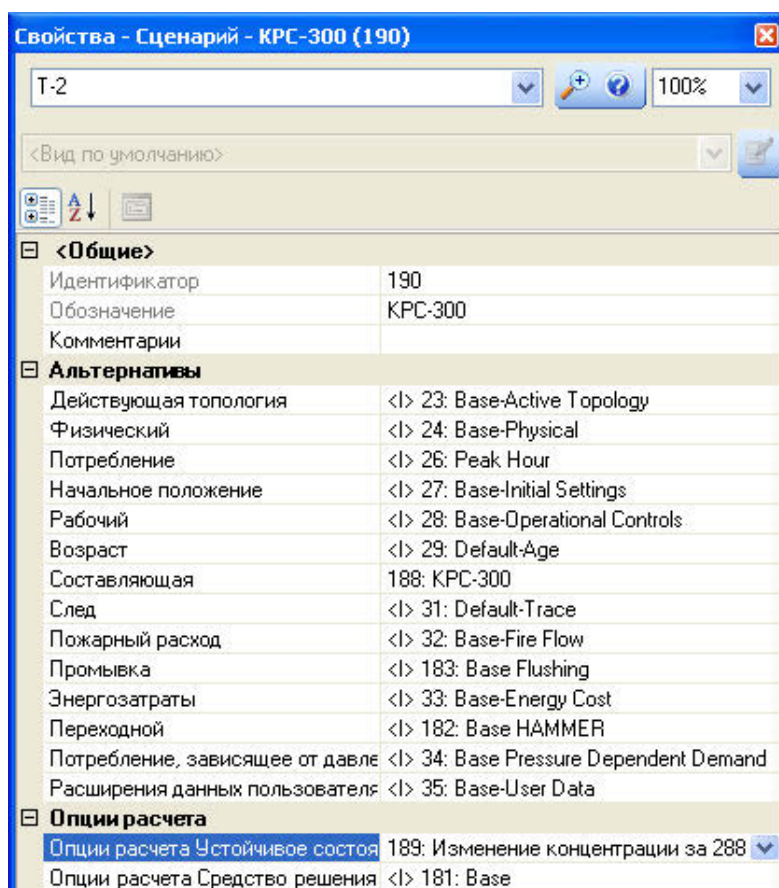 Свойства - Сценарий - КРС-300 (190)
Т-2
100%
<Вид по умолчанию>
<Общие>
Идентификатор 190
Обозначение КРС-300
Комментарии
Альтернативы
Действующая топология <I> 23: Base-Active Topology
Физический <I> 24: Base-Physical
Потребление <I> 26: Peak Hour
Начальное положение <I> 27: Base-Initial Settings
Рабочий <I> 28: Base-Operational Controls
Возраст <I> 29: Default-Age
Составляющая 188: КРС-300
След <I> 31: Default-Trace
Пожарный расход <I> 32: Base-Fire Flow
Промывка <I> 183: Base Flushing
Энергозатраты <I> 33: Base-Energy Cost
Переходной <I> 182: Base HAMMER
Потребление, зависящее от давле <I> 34: Base Pressure Dependent Demand
Расширения данных пользователя <I> 35: Base-User Data
Опции расчета
Опции расчета Устойчивое состоя 189: Изменение концентрации за 288
Опции расчета Средство решения <I> 181: Base